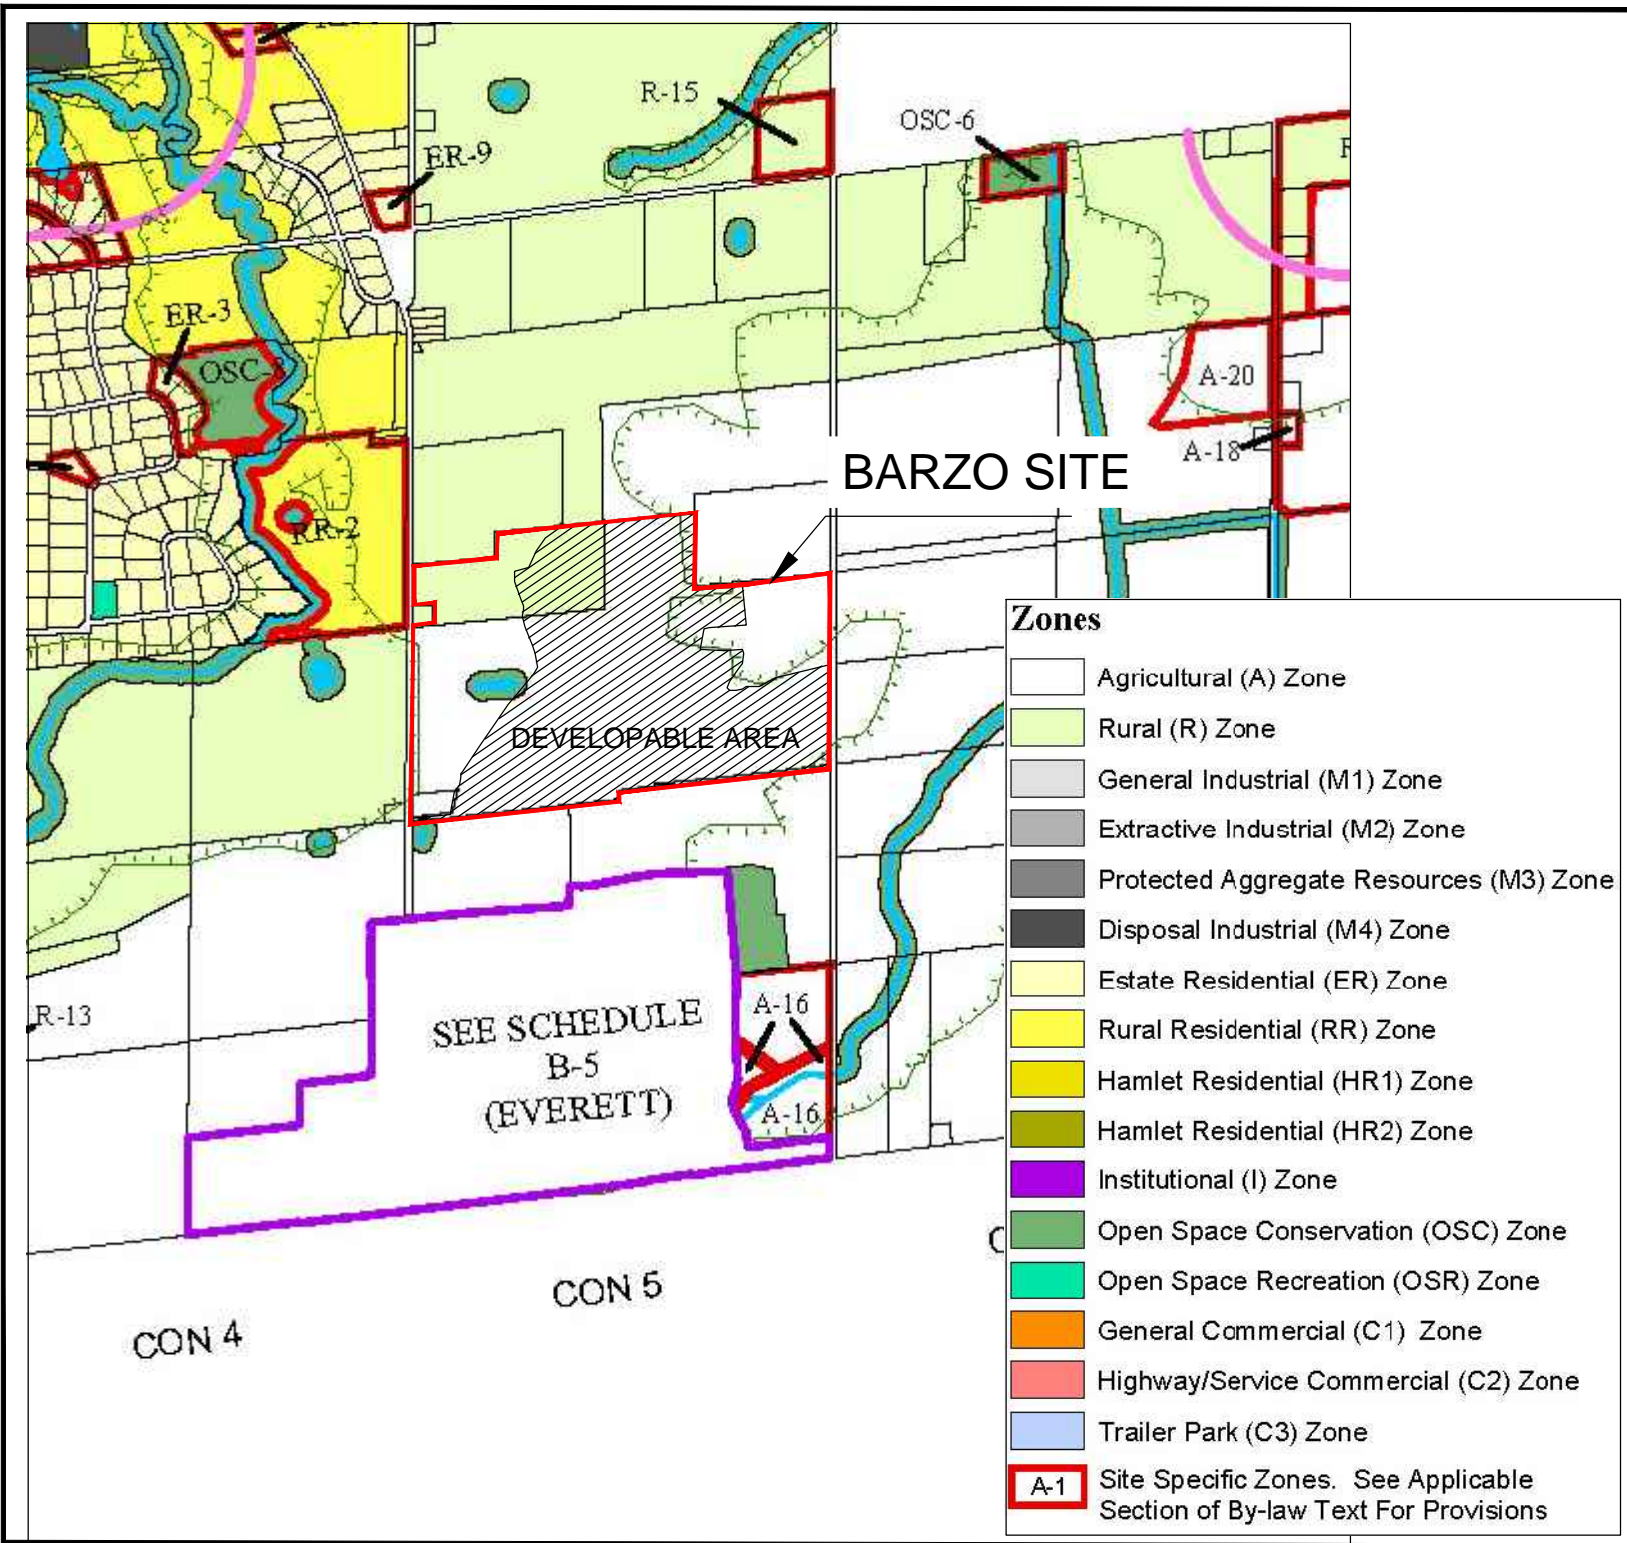 R-15
OSC-6
ER-9
ER-3
OSC-3
A-20
A-18
BARZO SITE
RR-2
DEVELOPABLE AREA
R-13
A-16
SEE SCHEDULE
B-5
(EVERETT)
A-16
CON 5
CON 4
Zones
Agricultural (A) Zone
Rural (R) Zone
General Industrial (M1) Zone
Extractive Industrial (M2) Zone
Protected Aggregate Resources (M3) Zone
Disposal Industrial (M4) Zone
Estate Residential (ER) Zone
Rural Residential (RR) Zone
Hamlet Residential (HR1) Zone
Hamlet Residential (HR2) Zone
Institutional (I) Zone
Open Space Conservation (OSC) Zone
Open Space Recreation (OSR) Zone
General Commercial (C1) Zone
Highway/Service Commercial (C2) Zone
Trailer Park (C3) Zone
A-1 Site Specific Zones. See Applicable
Section of By-law Text For Provisions